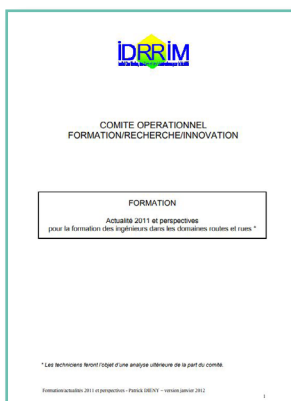 IDRRIM
COMITE OPERATIONNEL
FORMATION/RECHERCHE/INNOVATION
FORMATION
Actualité 2011 et perspectives
pour la formation des ingénieurs dans les domaines routes et rues *
* Les techniciens feront l'objet d'une analyse ultérieure de la part du comité.
Formation/actualités 2011 et perspectives - Patrick IBENY – version janvier 2012
1